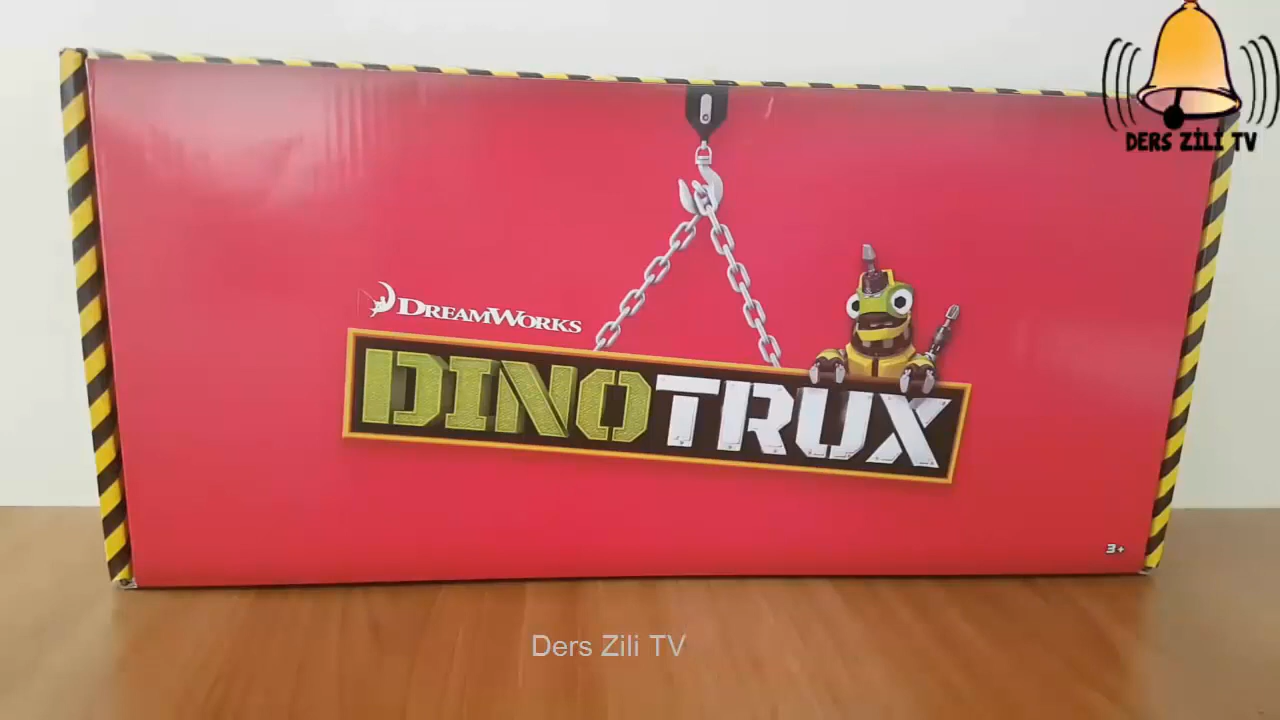 DERS ZİLİ TV
DREAMWORKS
DINOTRUX
3+
Ders Zili TV